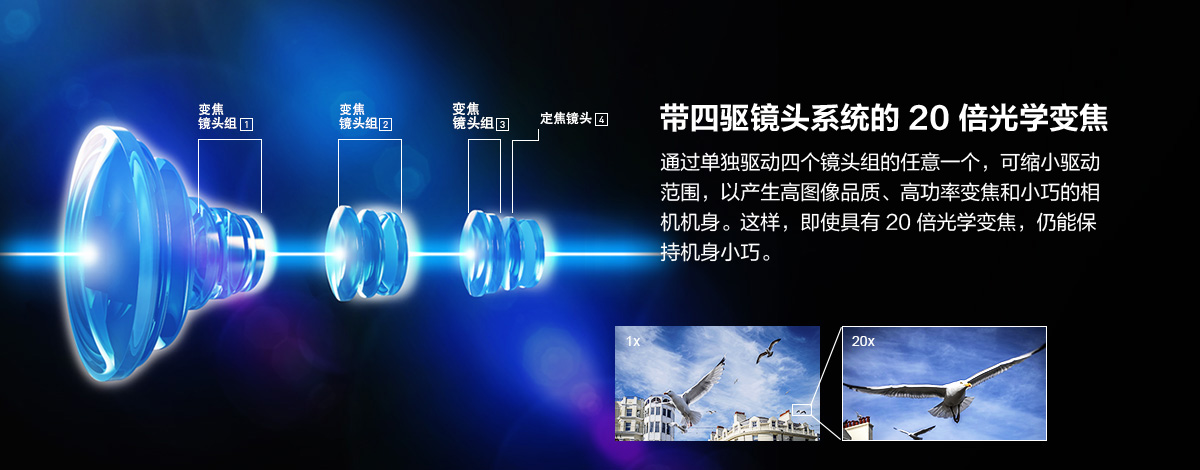 变焦
镜头组 1
变焦
镜头组 2
变焦
镜头组 3
定焦镜头 4
带四驱镜头系统的 20 倍光学变焦
通过单独驱动四个镜头组的任意一个，可缩小驱动
范围，以产生高图像品质、高功率变焦和小巧的相
机机身。这样，即使具有 20 倍光学变焦，仍能保
持机身小巧。
1x
20x